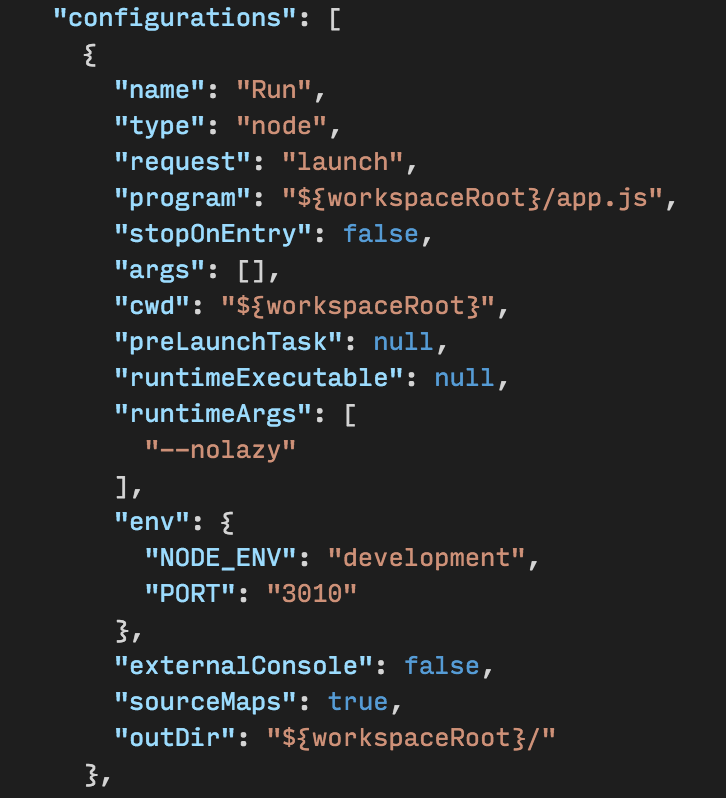 "configurations": [
{
"name": "Run",
"type": "node",
"request": "launch",
"program": "${workspaceRoot}/app.js",
"stopOnEntry": false,
"args": [],
"cwd": "${workspaceRoot}",
"preLaunchTask": null,
"runtimeExecutable": null,
"runtimeArgs": [
"--nolazy"
],
"env": {
"NODE_ENV": "development",
"PORT": "3010"
},
"externalConsole": false,
"sourceMaps": true,
"outDir": "${workspaceRoot}/"
},